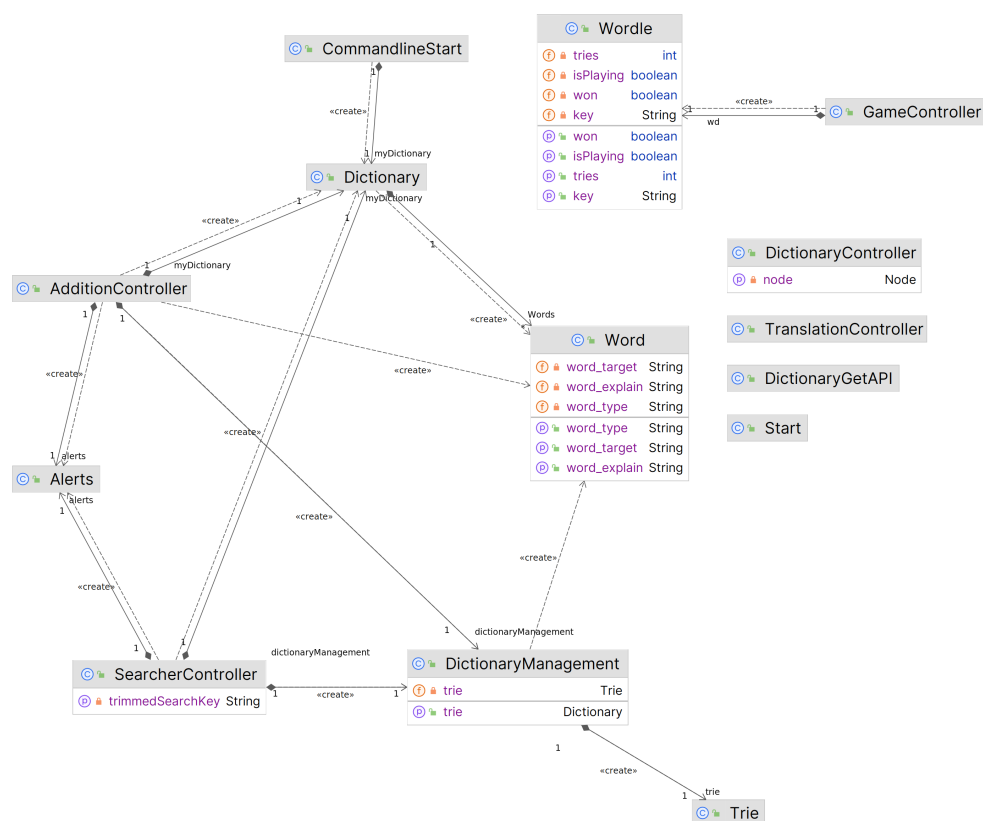 CommandlineStart
1
«create»
1 myDictionary
Dictionary
myDictionary
1
«create»
1
1
1
myDictionary
AdditionController
1
1
«create»
1 alerts
Alerts
alerts
1
«create»
«create»
«create»
«create»
Words
«create»
Wordle
tries int
isPlaying boolean
won boolean
key String
won boolean
isPlaying boolean
tries int
key String
1
«create»
1
wd
GameController
DictionaryController
node Node
TranslationController
DictionaryGetAPI
Start
Word
word_target String
word_explain String
word_type String
word_type String
word_target String
word_explain String
«create»
1
1
1 dictionaryManagement
dictionaryManagement
SearcherController
trimmedSearchKey String
1
«create»
1
DictionaryManagement
trie Trie
trie Dictionary
1
«create»
1
trie
Trie